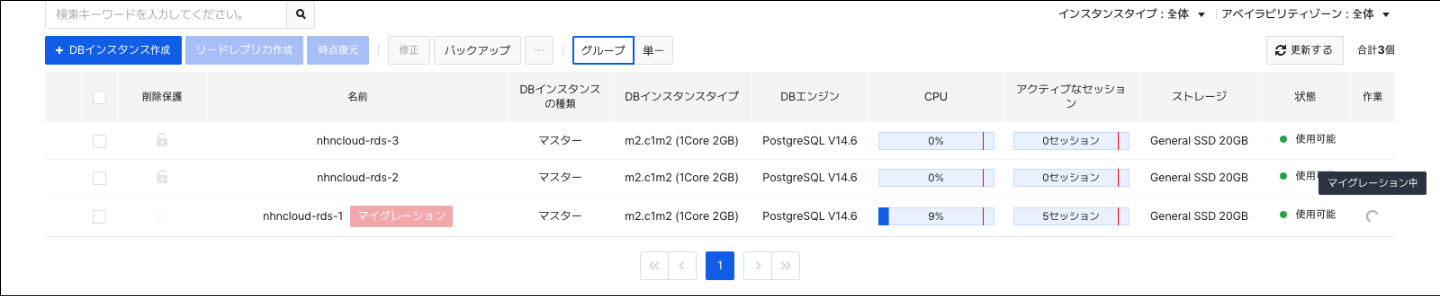 検索キーワードを入力してください。
インスタンスタイプ : 全体 アベイラビリティゾーン : 全体
+ DBインスタンス作成 リードレプリカ作成 時点復元 修正 バックアップ ··· グループ 単一 更新する 合計3個
削除保護 名前 DBインスタンスの種類 DBインスタンスタイプ DBエンジン CPU アクティブなセッション ストレージ 状態 作業
nhncloud-rds-3 マスター m2.c1m2 (1Core 2GB) PostgreSQL V14.6 0% 0セッション General SSD 20GB 使用可能
nhncloud-rds-2 マスター m2.c1m2 (1Core 2GB) PostgreSQL V14.6 0% 0セッション General SSD 20GB 使用可能
マイグレーション中
nhncloud-rds-1 マイグレーション マスター m2.c1m2 (1Core 2GB) PostgreSQL V14.6 9% 5セッション General SSD 20GB 使用可能
1